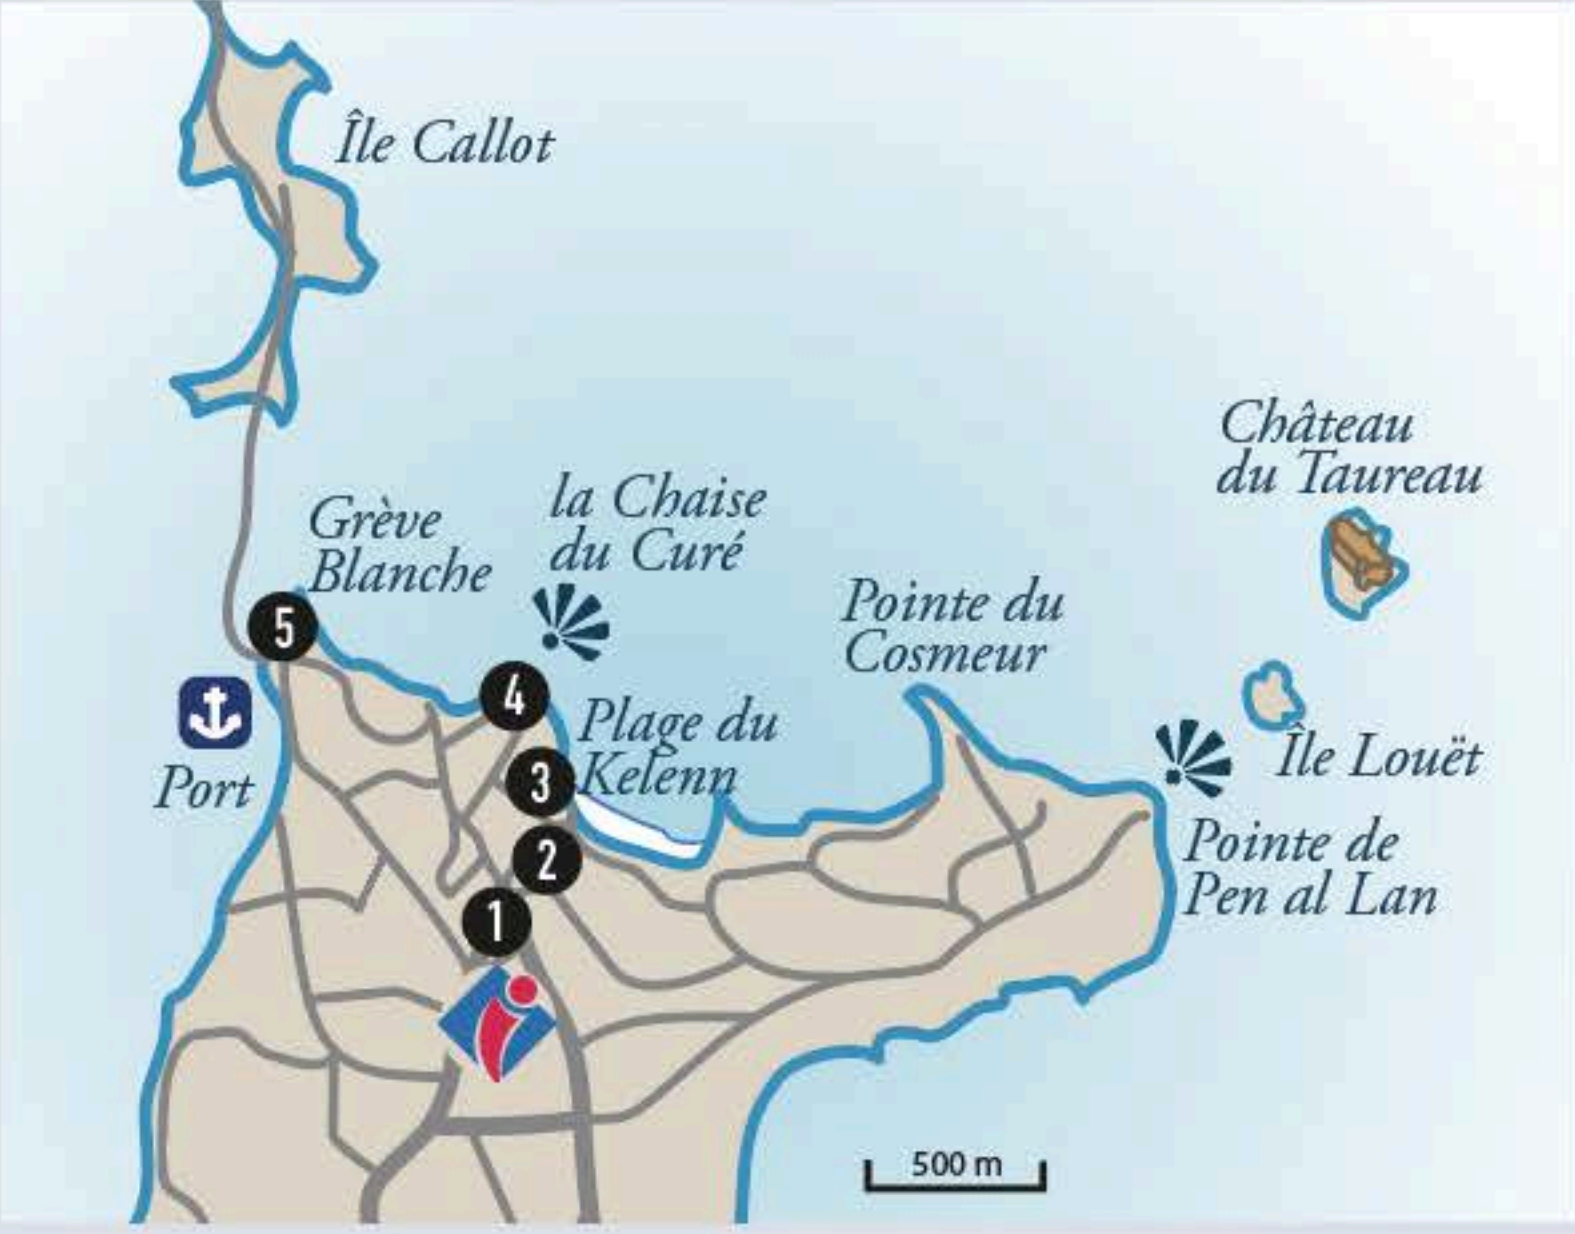 Île Callot
Château
du Taureau
Grève
Blanche
la Chaise
du Curé
Pointe du
Cosmeur
5
4
Plage du
Kelenn
Port
3
Île Louët
2
Pointe de
Pen al Lan
1
500 m